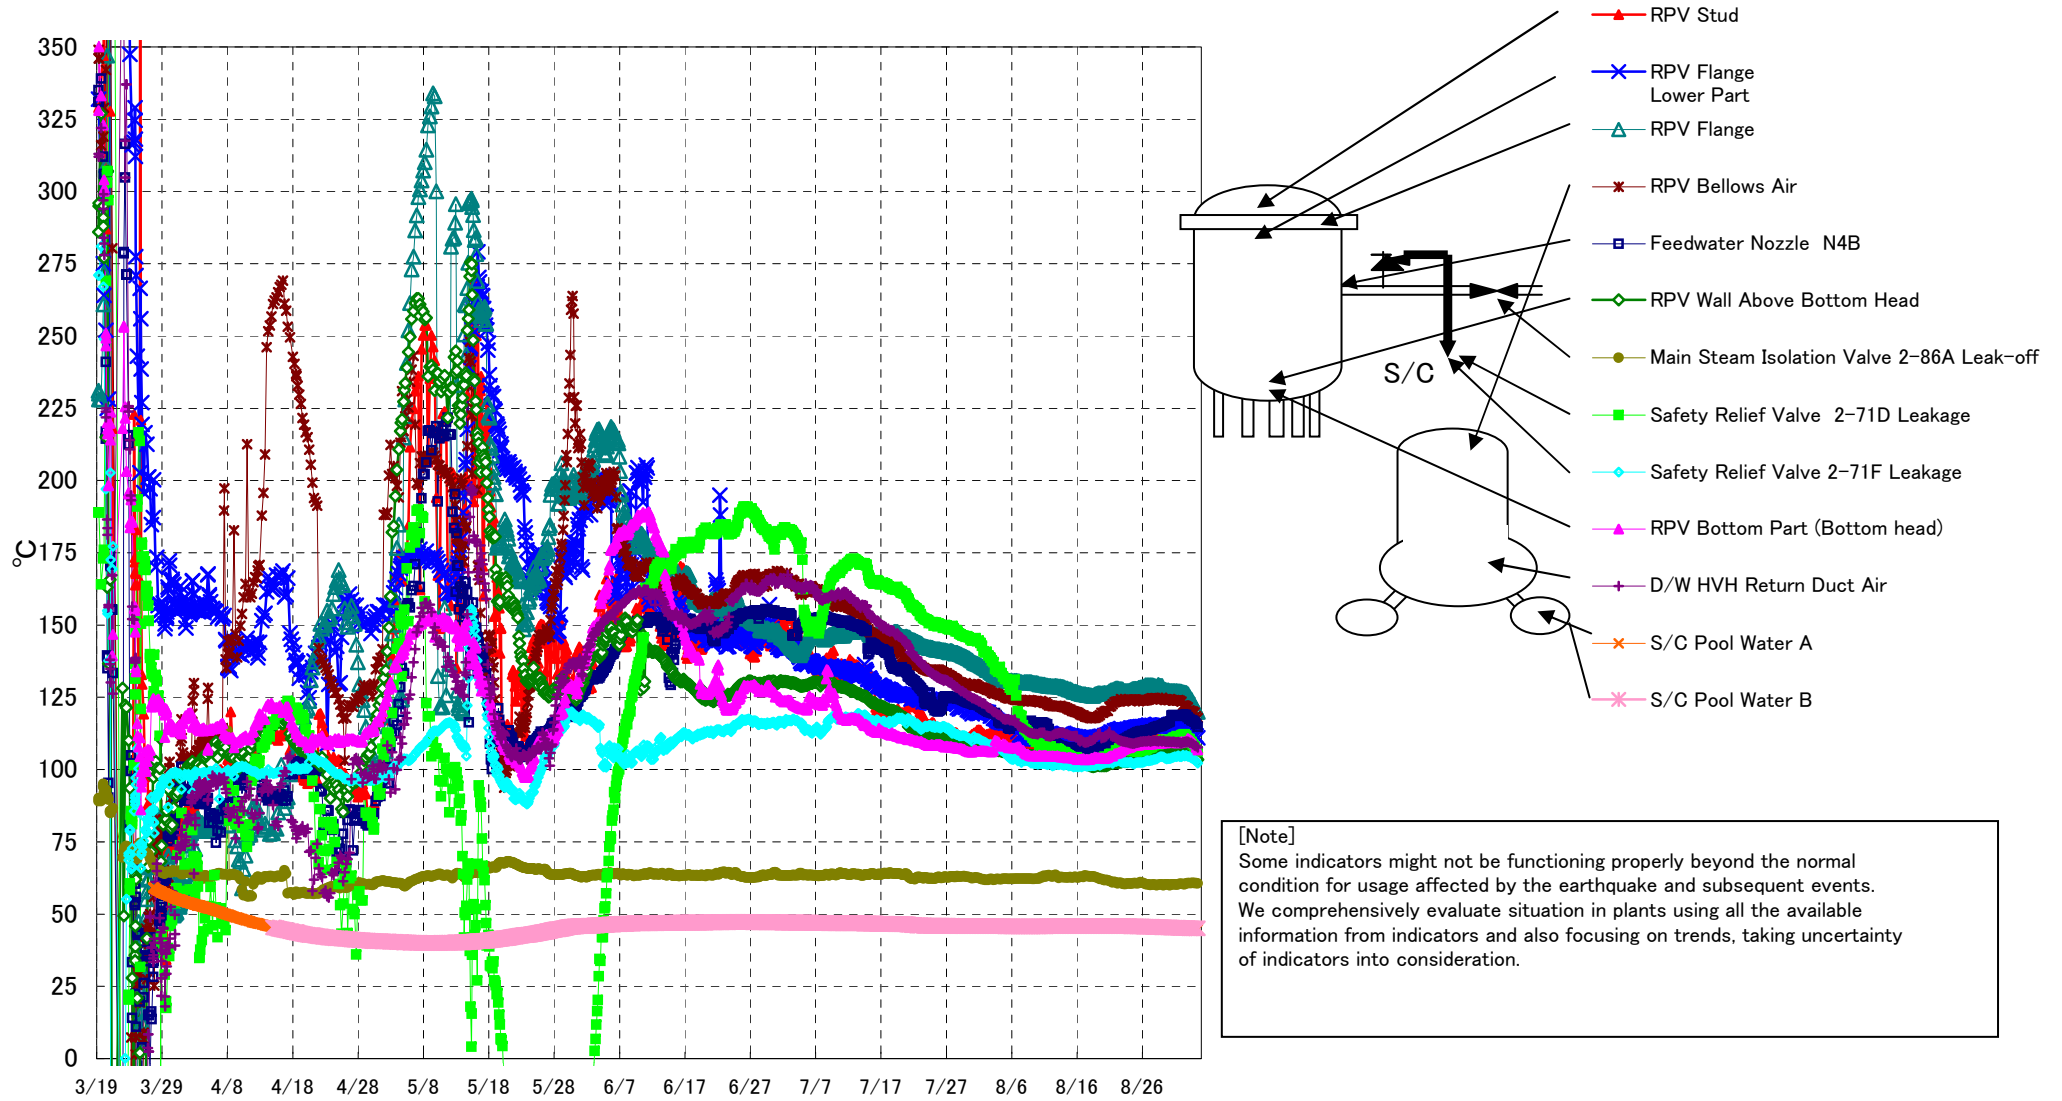 RPV Stud
RPV Flange
Lower Part
RPV Flange
RPV Bellows Air
Feedwater Nozzle N4B
RPV Wall Above Bottom Head
Main Steam Isolation Valve 2-86A Leak-off
Safety Relief Valve 2-71D Leakage
Safety Relief Valve 2-71F Leakage
RPV Bottom Part (Bottom head)
D/W HVH Return Duct Air
S/C Pool Water A
S/C Pool Water B
S/C
℃
350
325
300
275
250
225
200
175
150
125
100
75
50
25
0
3/19 3/29 4/8 4/18 4/28 5/8 5/18 5/28 6/7 6/17 6/27 7/7 7/17 7/27 8/6 8/16 8/26
[Note]
Some indicators might not be functioning properly beyond the normal
condition for usage affected by the earthquake and subsequent events.
We comprehensively evaluate situation in plants using all the available
information from indicators and also focusing on trends, taking uncertainty
of indicators into consideration.